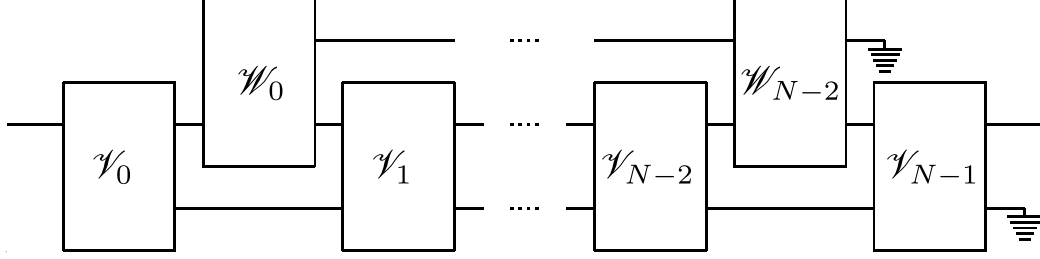 𝒲₀ 𝒲_{N−2}
𝒱₀ 𝒱₁ 𝒱_{N−2} 𝒱_{N−1}